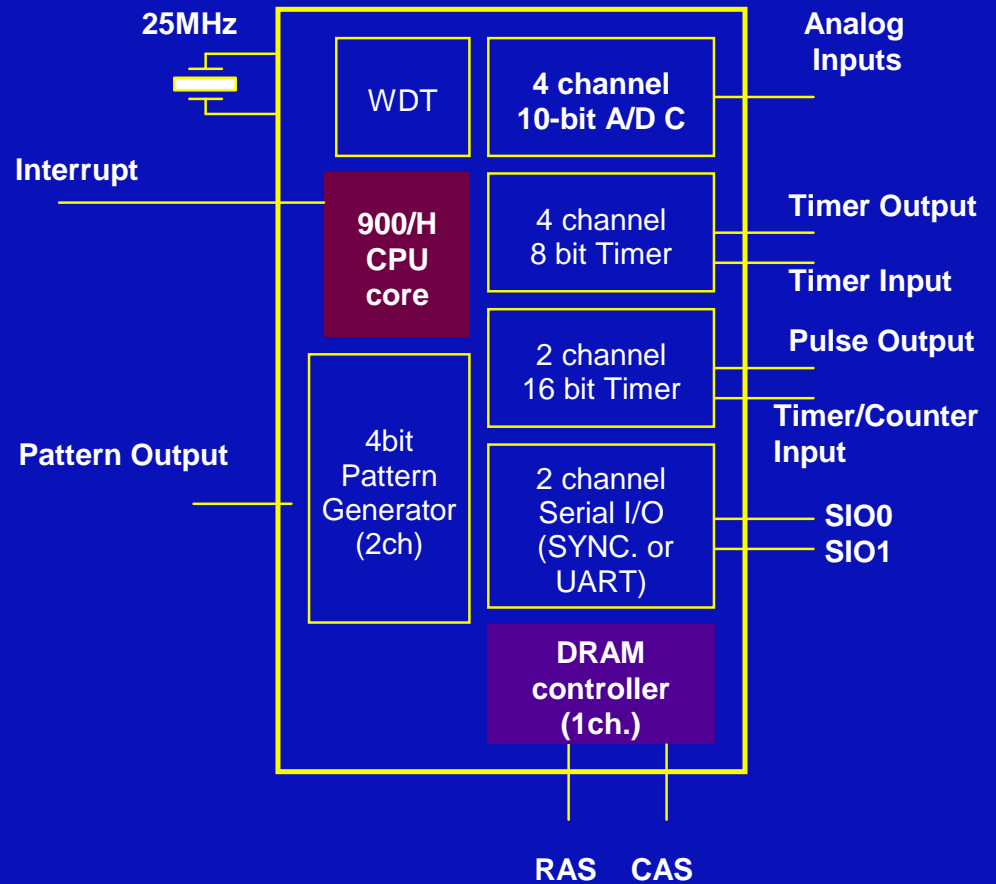 25MHz
Analog
Inputs
WDT
4 channel
10-bit A/D C
Interrupt
900/H
CPU
core
4 channel
8 bit Timer
Timer Output
Timer Input
2 channel
16 bit Timer
Pulse Output
Timer/Counter
Input
Pattern Output
4bit
Pattern
Generator
(2ch)
2 channel
Serial I/O
(SYNC. or
UART)
SIO0
SIO1
DRAM
controller
(1ch.)
RAS CAS